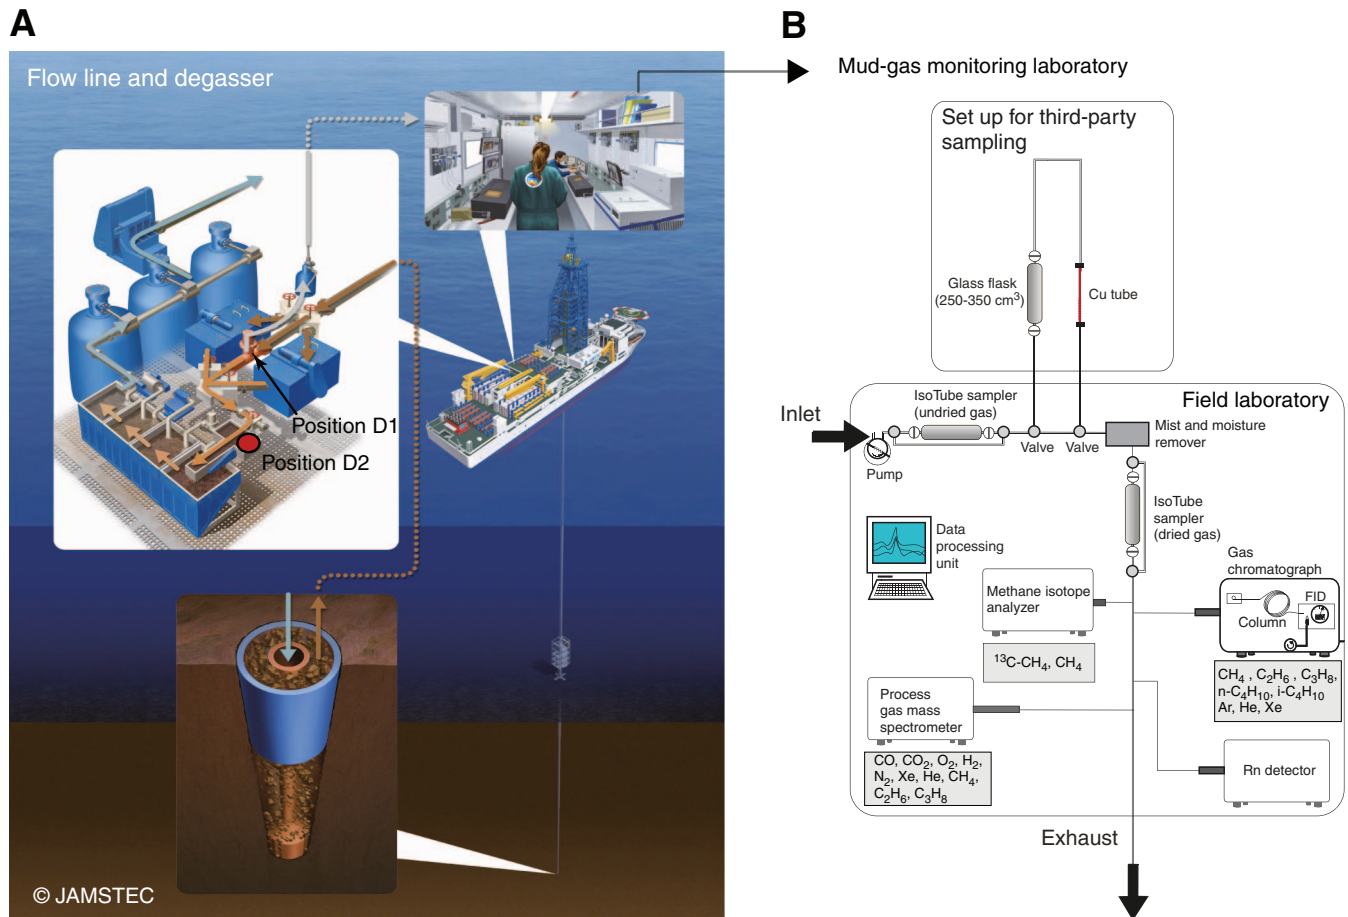 A
Flow line and degasser
Position D1
Position D2
© JAMSTEC
B
Mud-gas monitoring laboratory
Set up for third-party
sampling
Glass flask
(250-350 cm³)
Cu tube
Field laboratory
Inlet
IsoTube sampler
(undried gas)
Pump
Valve
Valve
Mist and moisture
remover
IsoTube
sampler
(dried gas)
Data
processing
unit
Gas
chromatograph
Column
FID
Methane isotope
analyzer
¹³C-CH₄, CH₄
CH₄ , C₂H₆ , C₃H₈,
n-C₄H₁₀, i-C₄H₁₀
Ar, He, Xe
Process
gas mass
spectrometer
CO, CO₂, O₂, H₂,
N₂, Xe, He, CH₄,
C₂H₆, C₃H₈
Rn detector
Exhaust